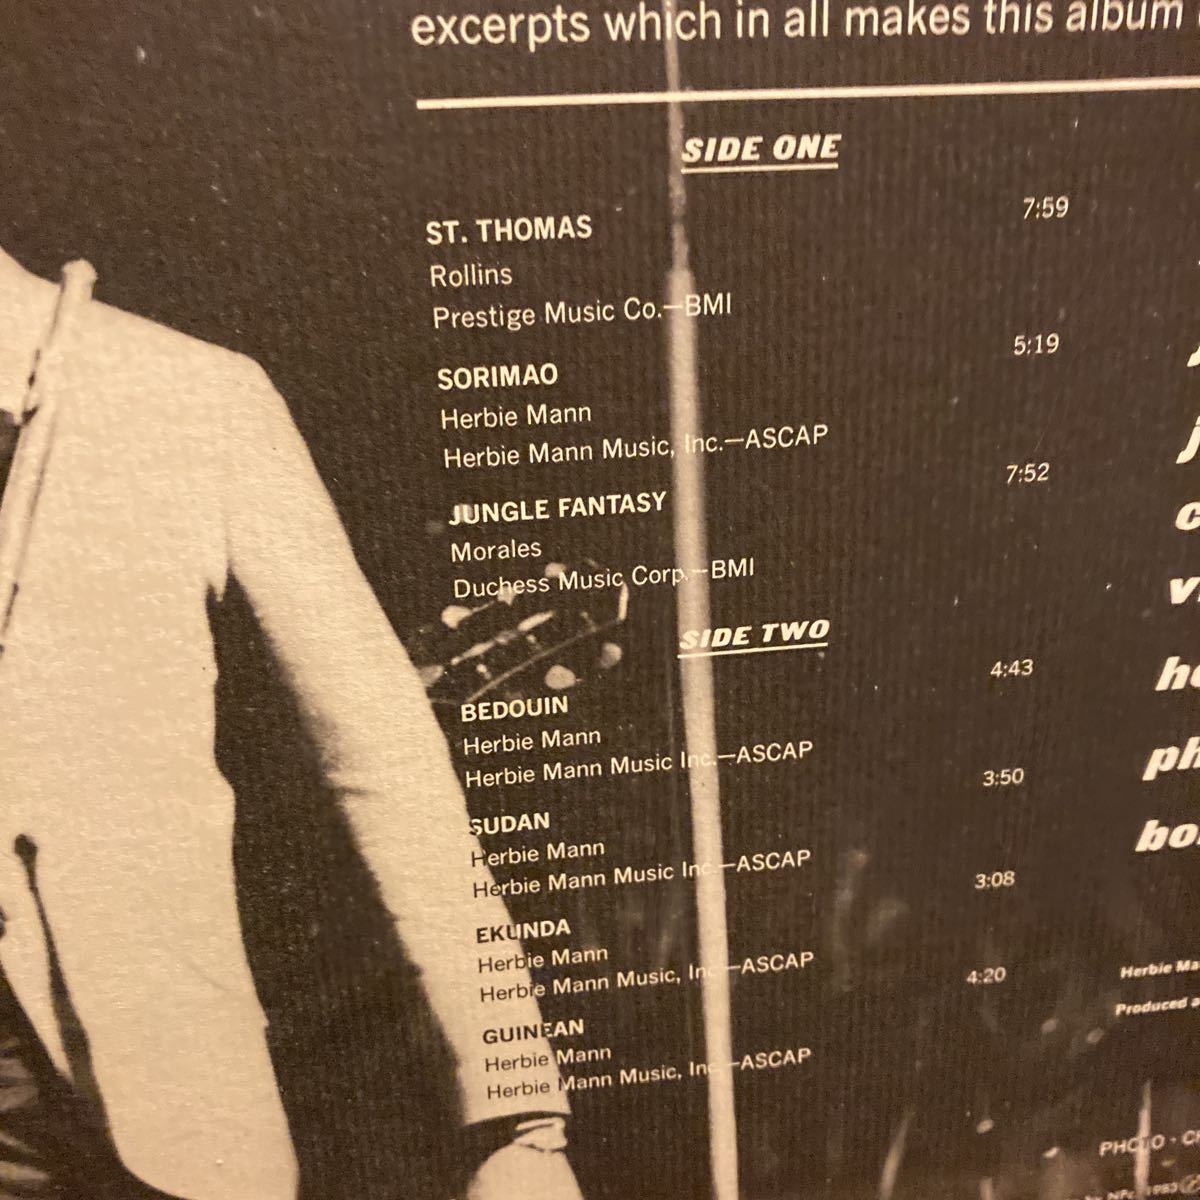 excerpts which in all makes this album
SIDE ONE
ST. THOMAS 7:59
Rollins
Prestige Music Co.—BMI
SORIMAO 5:19
Herbie Mann
Herbie Mann Music, Inc.—ASCAP
JUNGLE FANTASY 7:52
Morales
Duchess Music Corp.—BMI
SIDE TWO
BEDOUIN 4:43
Herbie Mann
Herbie Mann Music Inc.—ASCAP
SUDAN 3:50
Herbie Mann
Herbie Mann Music Inc.—ASCAP
EKUNDA 3:08
Herbie Mann
Herbie Mann Music, Inc.—ASCAP
GUINEAN 4:20
Herbie Mann
Herbie Mann Music, Inc.—ASCAP
Herbie Ma
Produced a
PHOTO · C